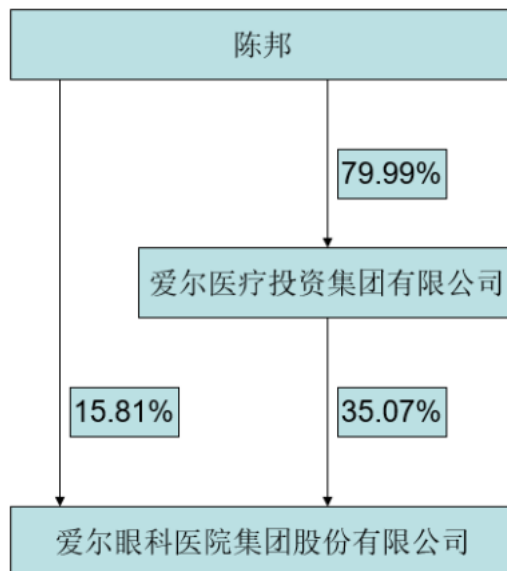 陈邦
79.99%
爱尔医疗投资集团有限公司
15.81%
35.07%
爱尔眼科医院集团股份有限公司